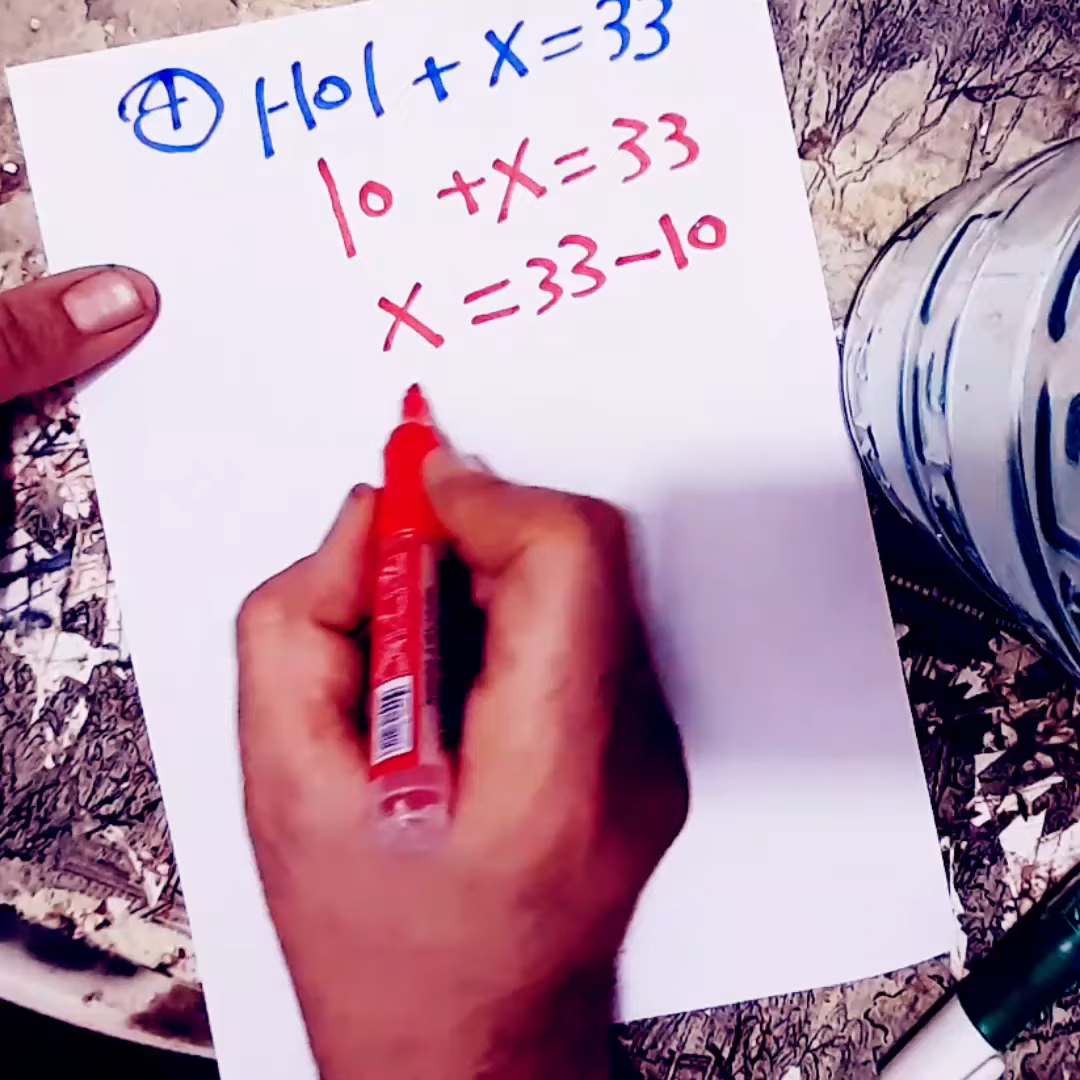 ④ |-10| + x = 33
10 + x = 33
x = 33 - 10